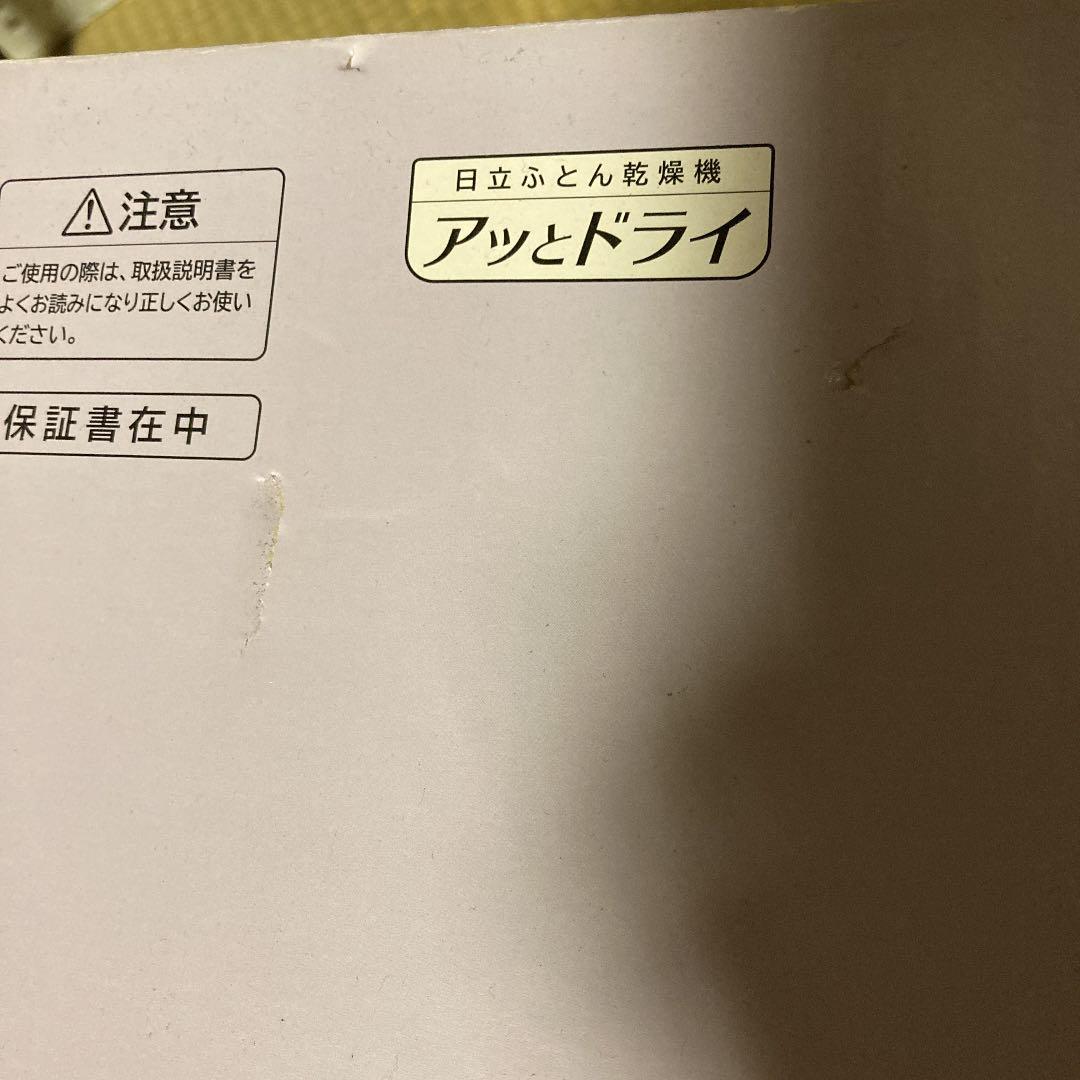 注意
ご使用の際は、取扱説明書を
よくお読みになり正しくお使い
ください。
保証書在中
日立ふとん乾燥機
アッとドライ